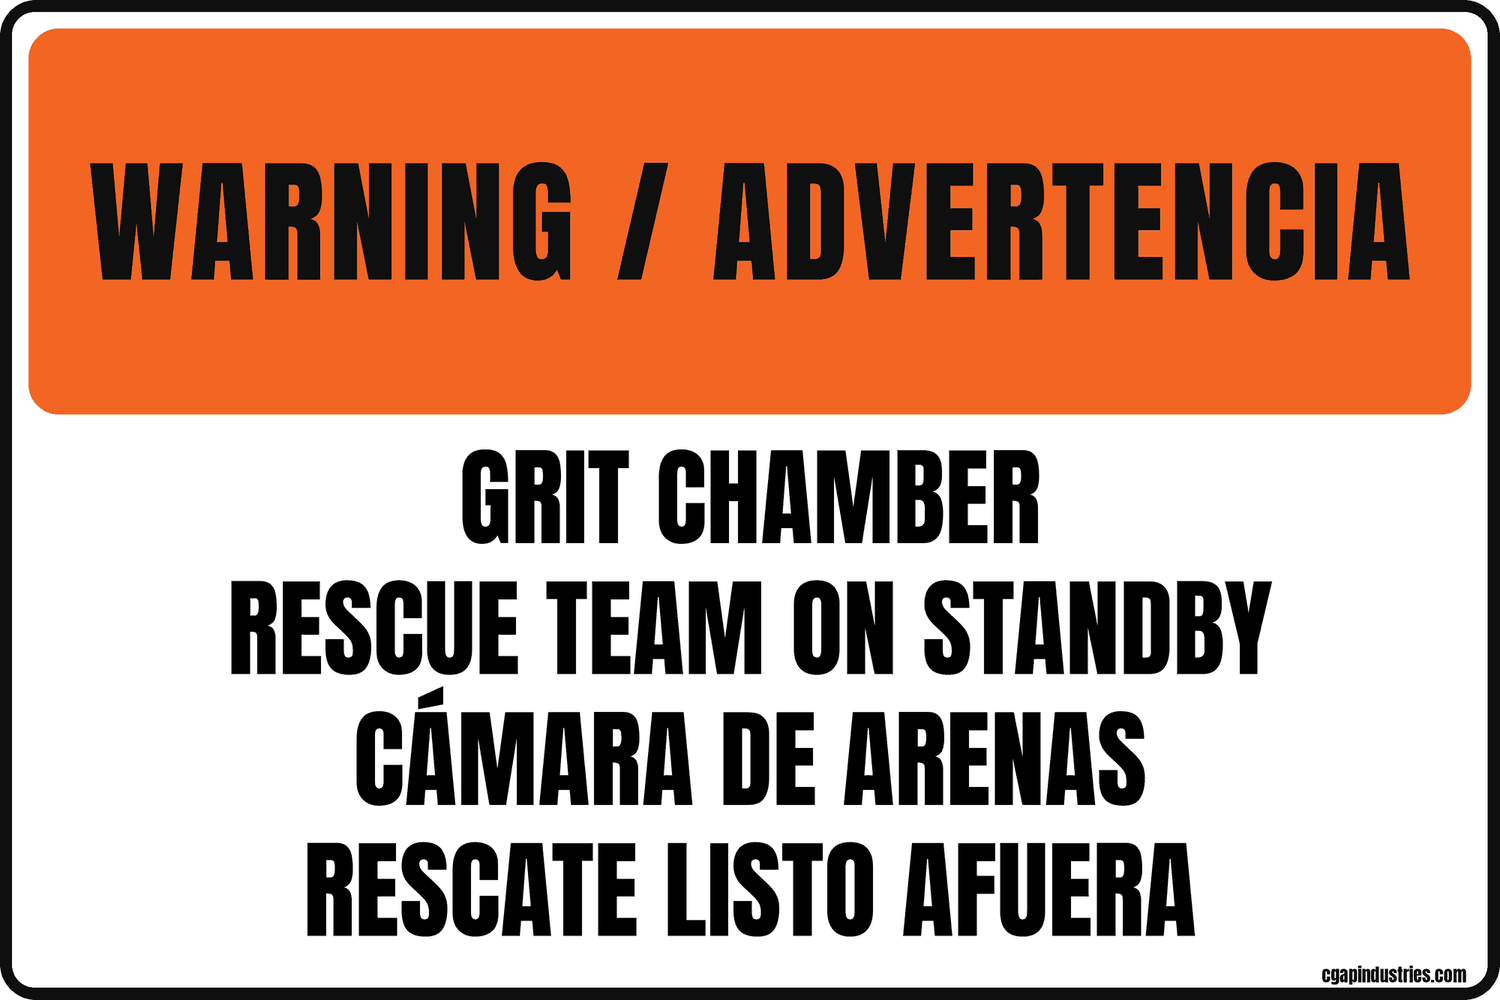 WARNING / ADVERTENCIA
GRIT CHAMBER
RESCUE TEAM ON STANDBY
CÁMARA DE ARENAS
RESCATE LISTO AFUERA
cgapindustries.com